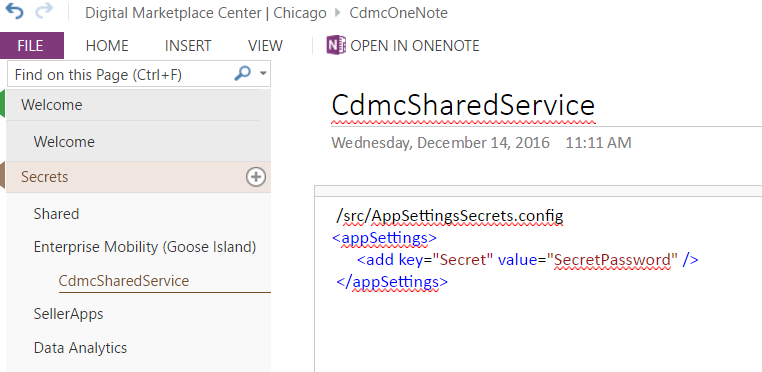 Digital Marketplace Center | Chicago CdmcOneNote
FILE HOME INSERT VIEW OPEN IN ONENOTE
Find on this Page (Ctrl+F)
Welcome
Welcome
Secrets
Shared
Enterprise Mobility (Goose Island)
CdmcSharedService
SellerApps
Data Analytics
CdmcSharedService
Wednesday, December 14, 2016 11:11 AM
/src/AppSettingsSecrets.config
<appSettings>
<add key="Secret" value="SecretPassword" />
</appSettings>